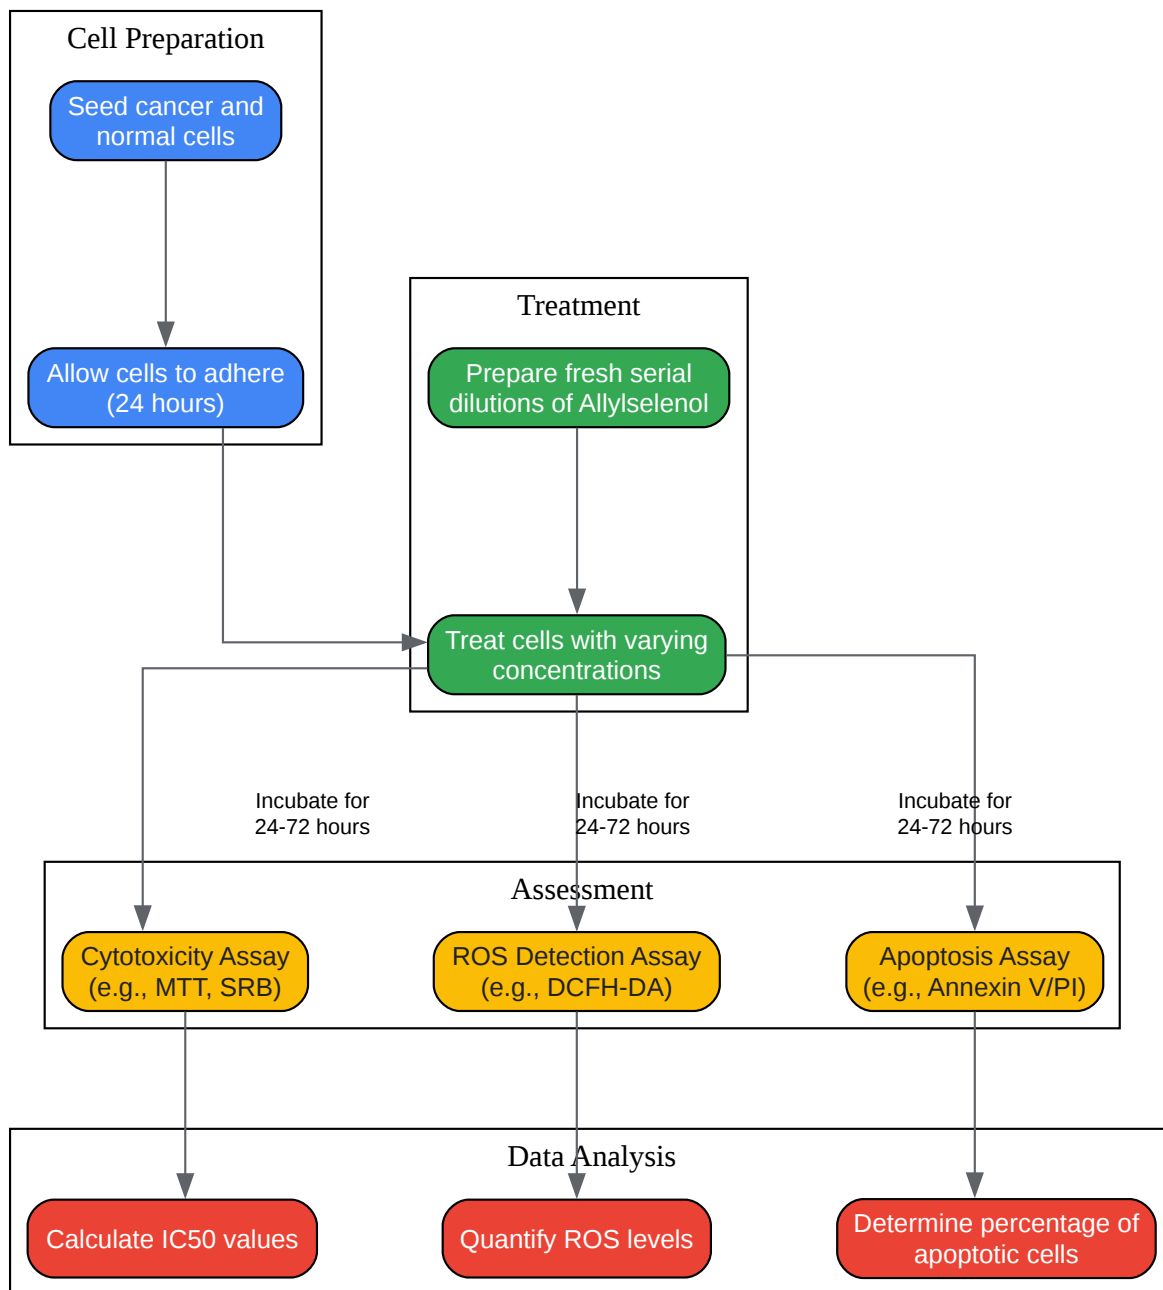 Cell Preparation
Seed cancer and
normal cells
Allow cells to adhere
(24 hours)
Treatment
Prepare fresh serial
dilutions of Allylselenol
Treat cells with varying
concentrations
Incubate for
24-72 hours
Incubate for
24-72 hours
Incubate for
24-72 hours
Assessment
Cytotoxicity Assay
(e.g., MTT, SRB)
ROS Detection Assay
(e.g., DCFH-DA)
Apoptosis Assay
(e.g., Annexin V/PI)
Data Analysis
Calculate IC50 values
Quantify ROS levels
Determine percentage of
apoptotic cells